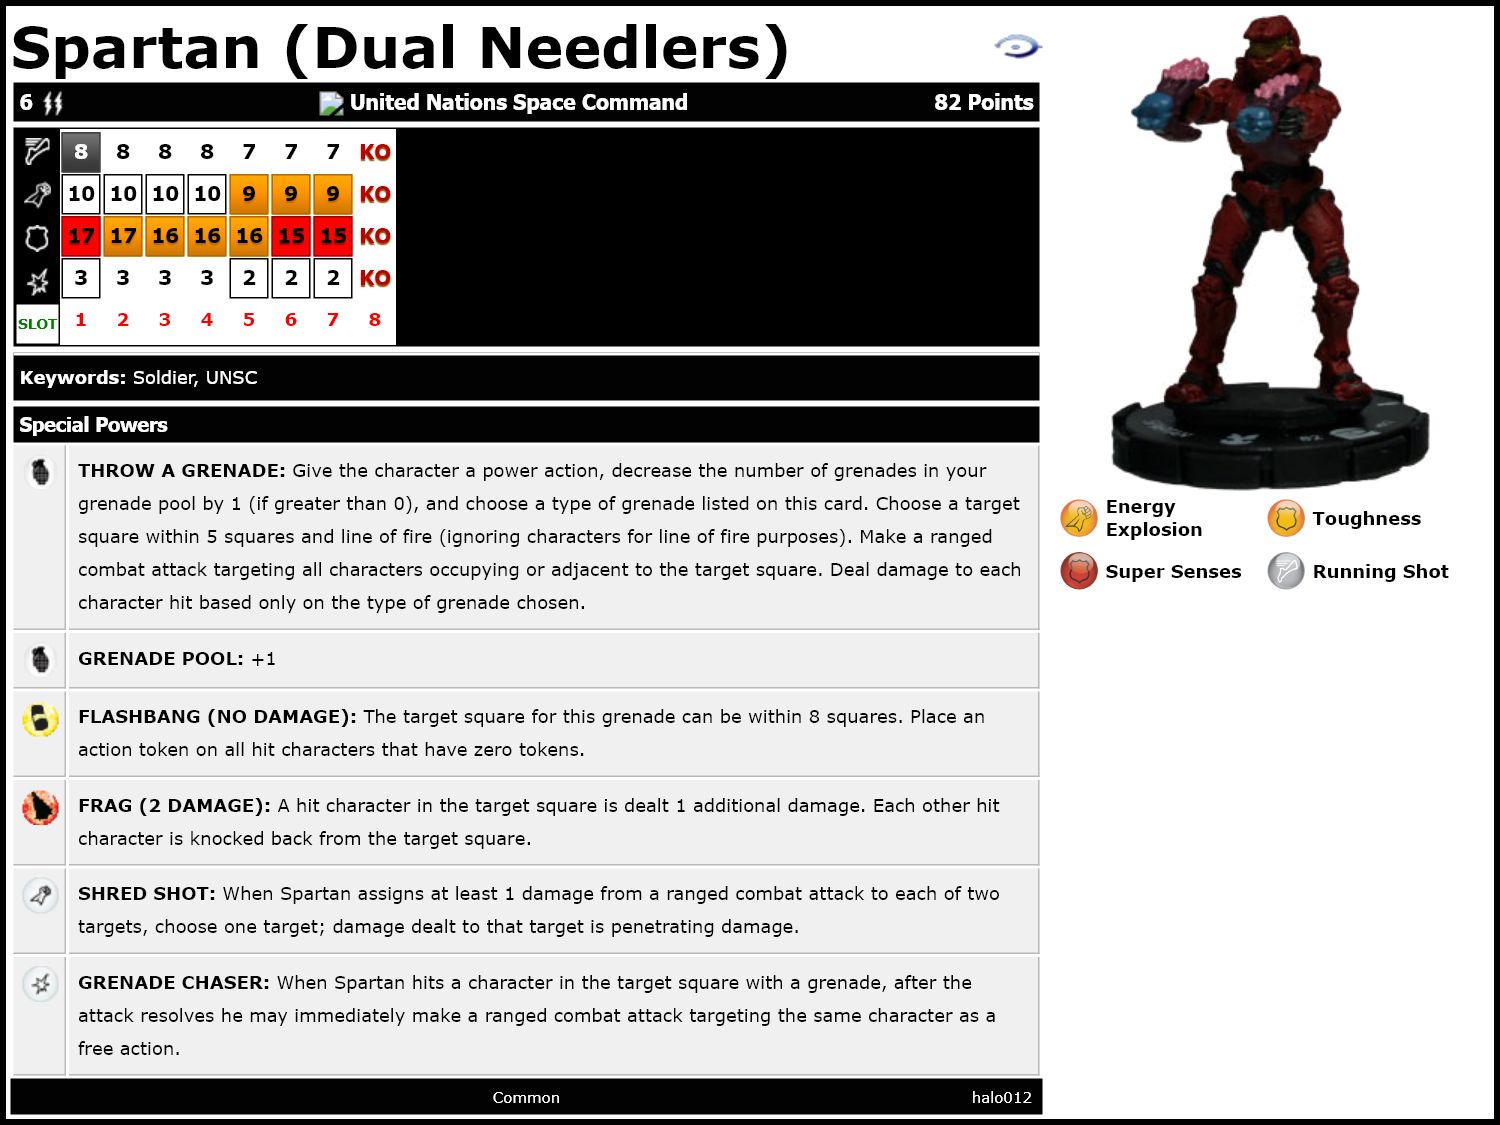 Spartan (Dual Needlers)
6 United Nations Space Command 82 Points
8 8 8 8 7 7 7 KO
10 10 10 10 9 9 9 KO
17 17 16 16 16 15 15 KO
3 3 3 3 2 2 2 KO
SLOT 1 2 3 4 5 6 7 8
Keywords: Soldier, UNSC
Special Powers
THROW A GRENADE: Give the character a power action, decrease the number of grenades in your
grenade pool by 1 (if greater than 0), and choose a type of grenade listed on this card. Choose a target
square within 5 squares and line of fire (ignoring characters for line of fire purposes). Make a ranged
combat attack targeting all characters occupying or adjacent to the target square. Deal damage to each
character hit based only on the type of grenade chosen.
GRENADE POOL: +1
FLASHBANG (NO DAMAGE): The target square for this grenade can be within 8 squares. Place an
action token on all hit characters that have zero tokens.
FRAG (2 DAMAGE): A hit character in the target square is dealt 1 additional damage. Each other hit
character is knocked back from the target square.
SHRED SHOT: When Spartan assigns at least 1 damage from a ranged combat attack to each of two
targets, choose one target; damage dealt to that target is penetrating damage.
GRENADE CHASER: When Spartan hits a character in the target square with a grenade, after the
attack resolves he may immediately make a ranged combat attack targeting the same character as a
free action.
Common halo012
Energy
Explosion
Toughness
Super Senses
Running Shot